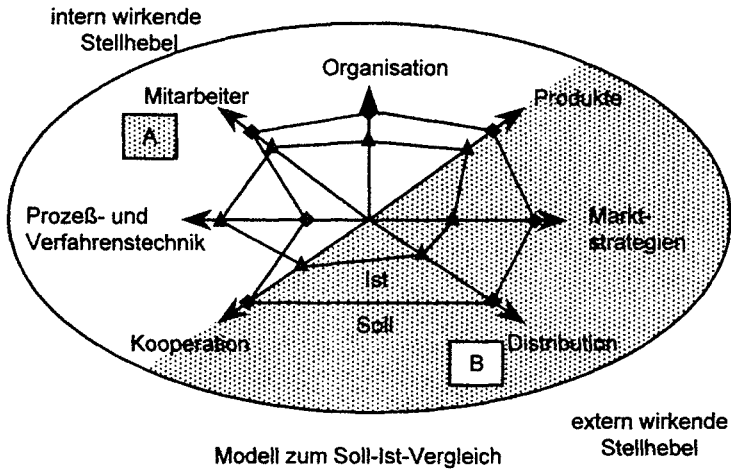 intern wirkende
Stellhebel
Organisation
Mitarbeiter
Produkte
A
Prozeß- und
Verfahrenstechnik
Markt-
strategien
Ist
Soll
Kooperation
Distribution
B
extern wirkende
Stellhebel
Modell zum Soll-Ist-Vergleich